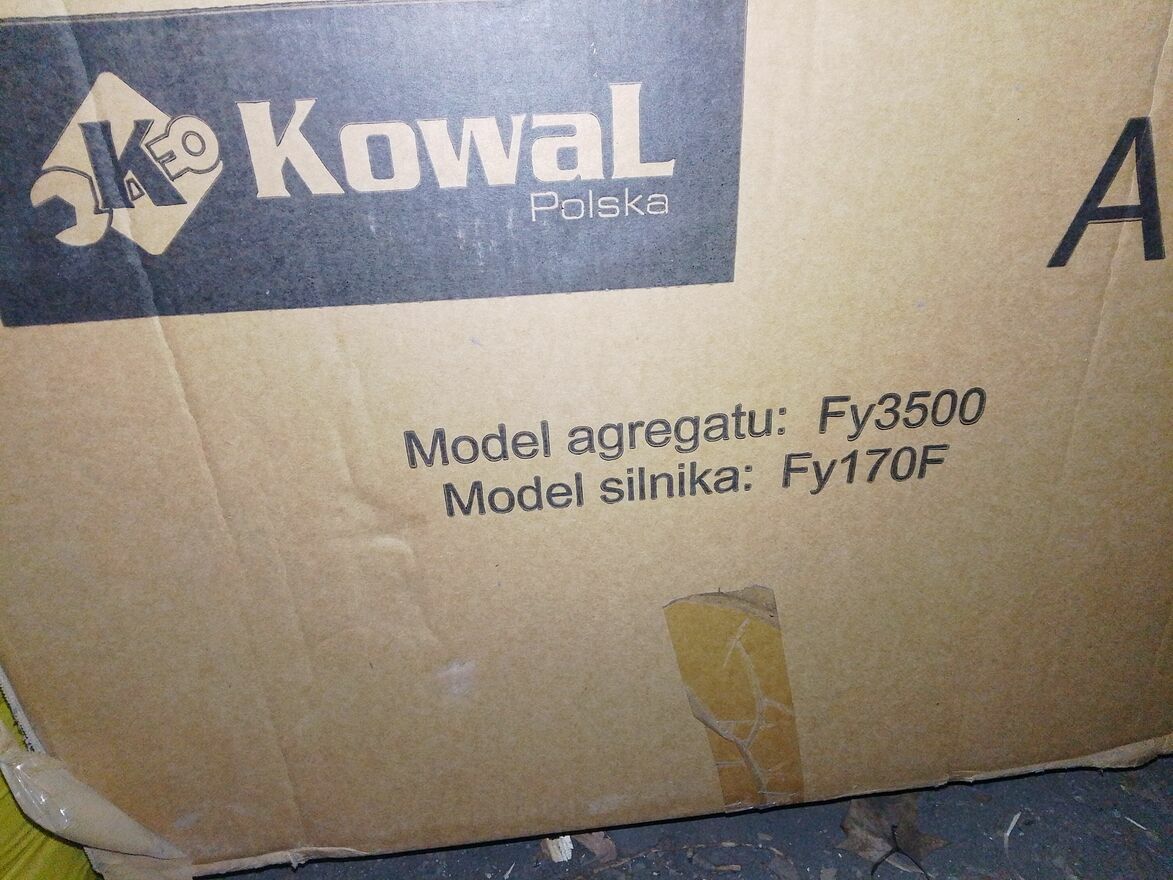 KowaL
Polska
A
Model agregatu: Fy3500
Model silnika: Fy170F